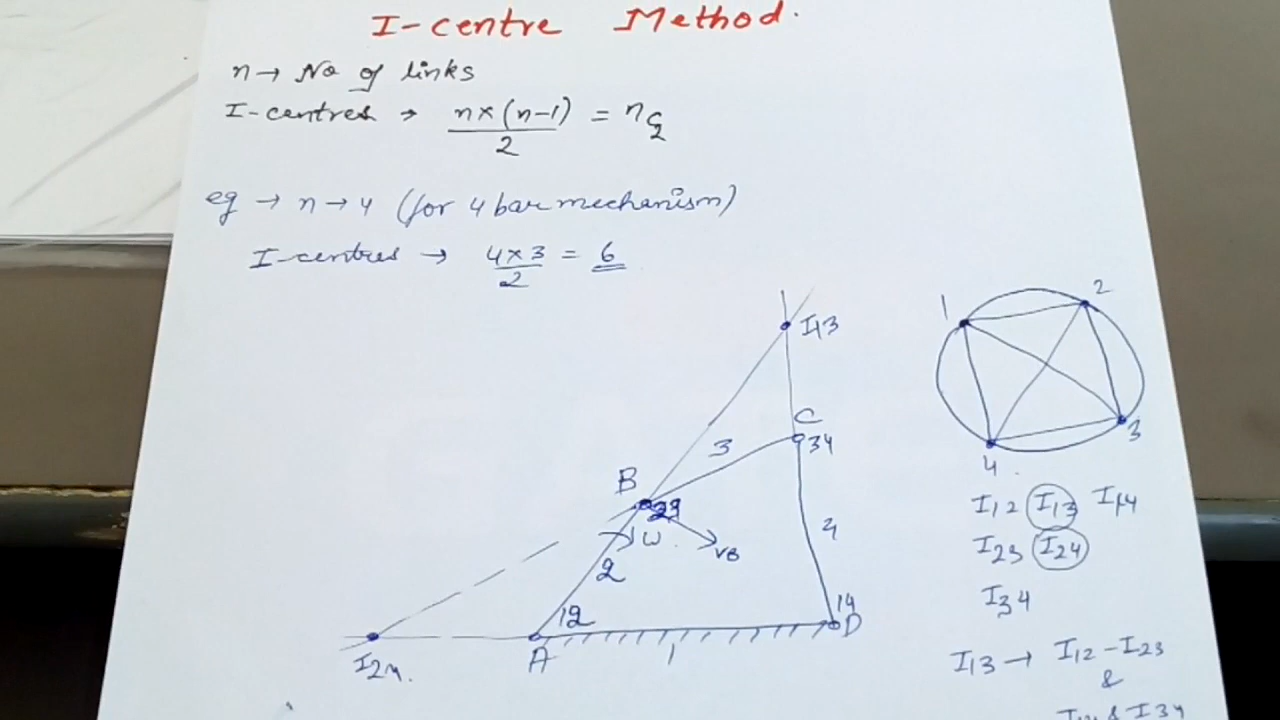 I-centre Method.
n → No of links
I-centres → n×(n-1) / 2 = nC2
eg → n → 4 (for 4 bar mechanism)
I-centres → 4×3 / 2 = 6
I13
C
34
3
B
23
ω
VB
2
4
12
14
I24.
A
1
D
1
2
3
4.
I12 I13 I14
I23 I24
I34
I13 → I12 - I23
&
I14 & I34